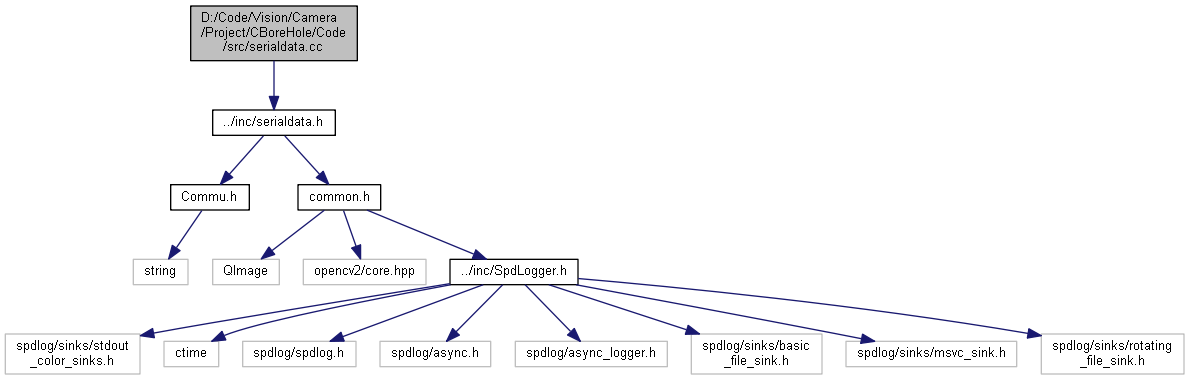 D:/Code/Vision/Camera
/Project/CBoreHole/Code
/src/serialdata.cc
../inc/serialdata.h
Commu.h
common.h
string
QImage
opencv2/core.hpp
../inc/SpdLogger.h
spdlog/sinks/stdout
_color_sinks.h
ctime
spdlog/spdlog.h
spdlog/async.h
spdlog/async_logger.h
spdlog/sinks/basic
_file_sink.h
spdlog/sinks/msvc_sink.h
spdlog/sinks/rotating
_file_sink.h